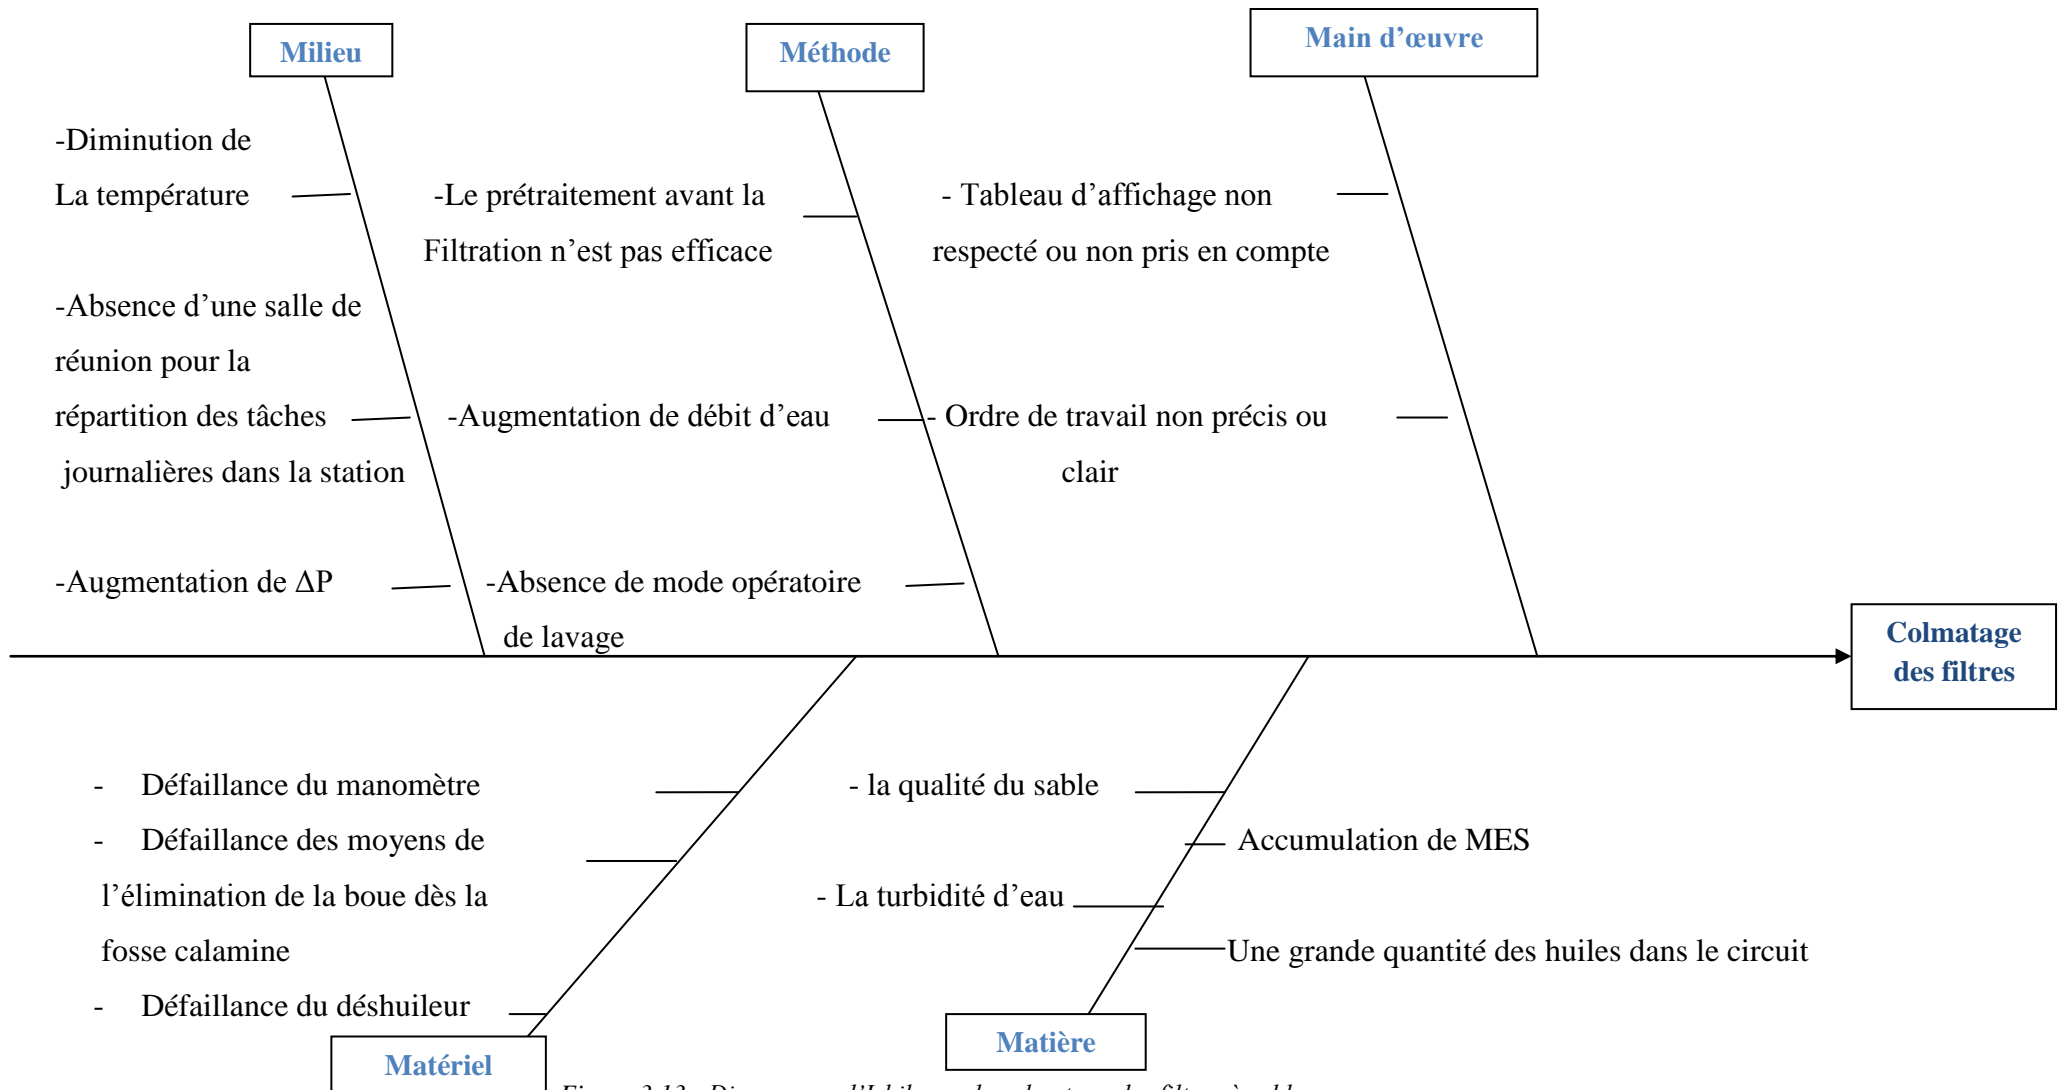 Milieu
Méthode
Main d’œuvre
-Diminution de
La température
-Absence d’une salle de
réunion pour la
répartition des tâches
journalières dans la station
-Augmentation de ΔP
-Le prétraitement avant la
Filtration n’est pas efficace
-Augmentation de débit d’eau
-Absence de mode opératoire
de lavage
- Tableau d’affichage non
respecté ou non pris en compte
- Ordre de travail non précis ou
clair
Colmatage
des filtres
- Défaillance du manomètre
- Défaillance des moyens de
l’élimination de la boue dès la
fosse calamine
- Défaillance du déshuileur
- la qualité du sable
Accumulation de MES
- La turbidité d’eau
Une grande quantité des huiles dans le circuit
Matériel
Matière